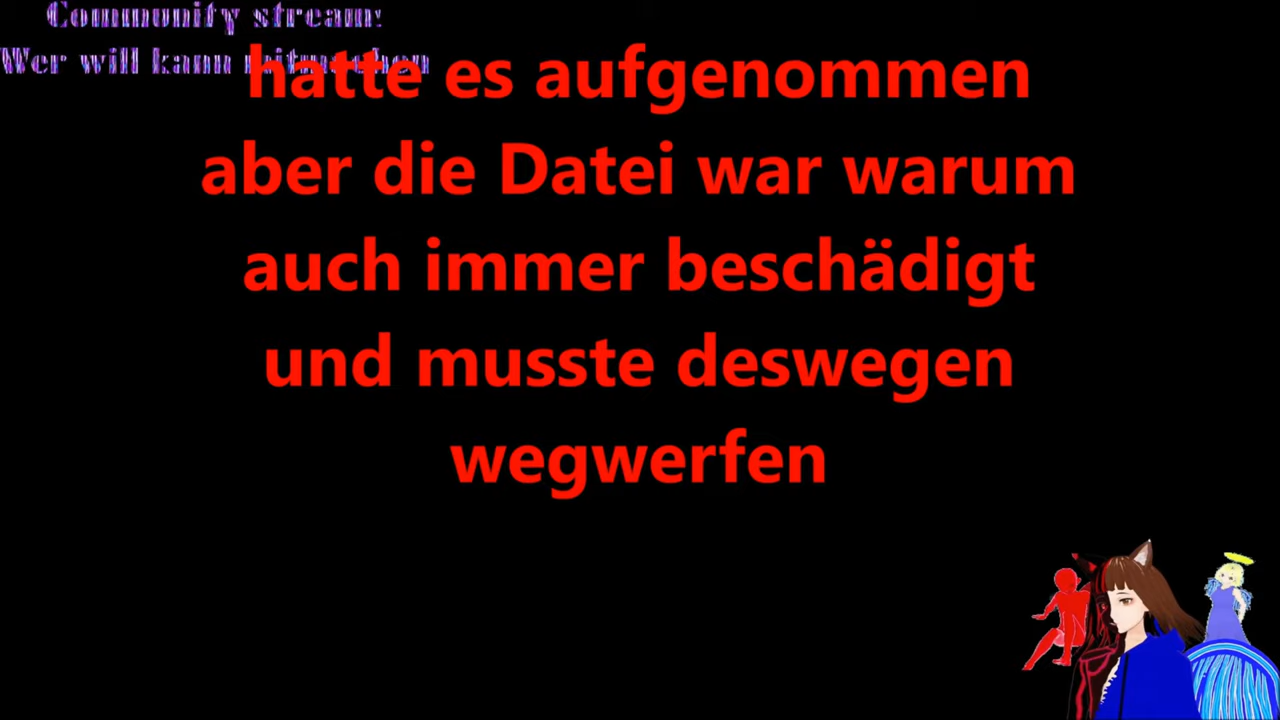 Community stream:
Wer will kann mitmachen
hatte es aufgenommen
aber die Datei war warum
auch immer beschädigt
und musste deswegen
wegwerfen